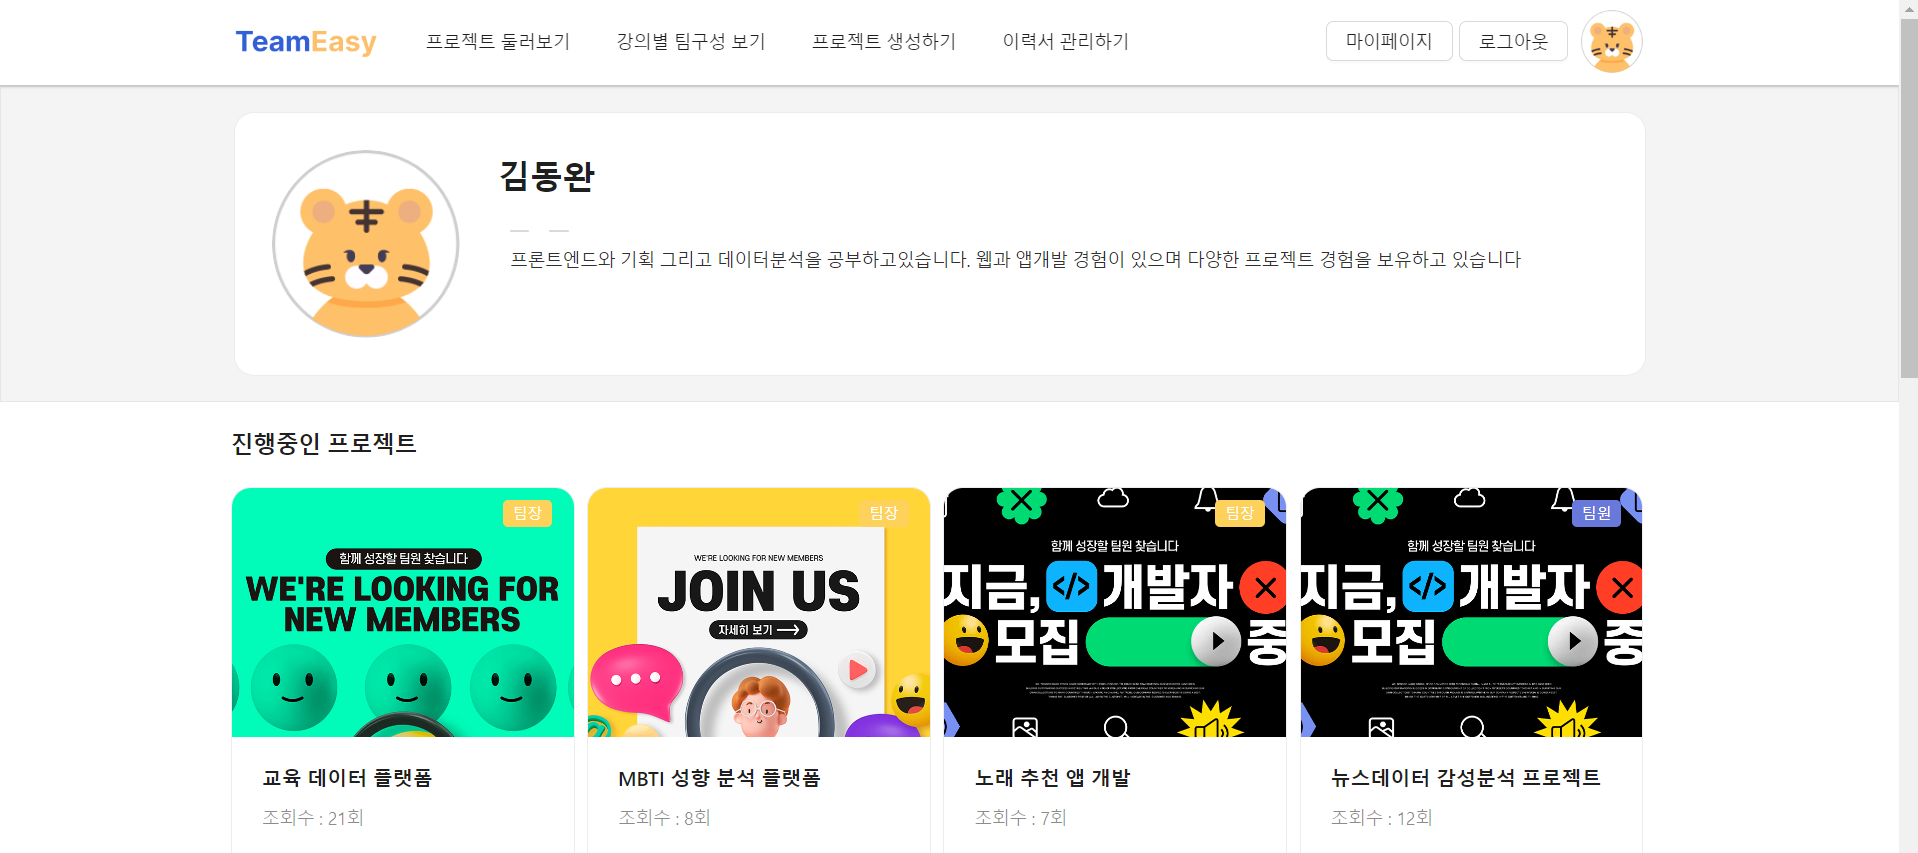 TeamEasy 프로젝트 둘러보기 강의별 팀구성 보기 프로젝트 생성하기 이력서 관리하기 마이페이지 로그아웃
김동완
프론트엔드와 기획 그리고 데이터분석을 공부하고있습니다. 웹과 앱개발 경험이 있으며 다양한 프로젝트 경험을 보유하고 있습니다
진행중인 프로젝트
팀장
함께 성장할 팀원 찾습니다
WE'RE LOOKING FOR
NEW MEMBERS
교육 데이터 플랫폼
조회수 : 21회
팀장
WE'RE LOOKING FOR NEW MEMBERS
JOIN US
자세히 보기
MBTI 성향 분석 플랫폼
조회수 : 8회
팀장
함께 성장할 팀원 찾습니다
지금, </> 개발자
모집 중
노래 추천 앱 개발
조회수 : 7회
팀원
함께 성장할 팀원 찾습니다
지금, </> 개발자
모집 중
뉴스데이터 감성분석 프로젝트
조회수 : 12회